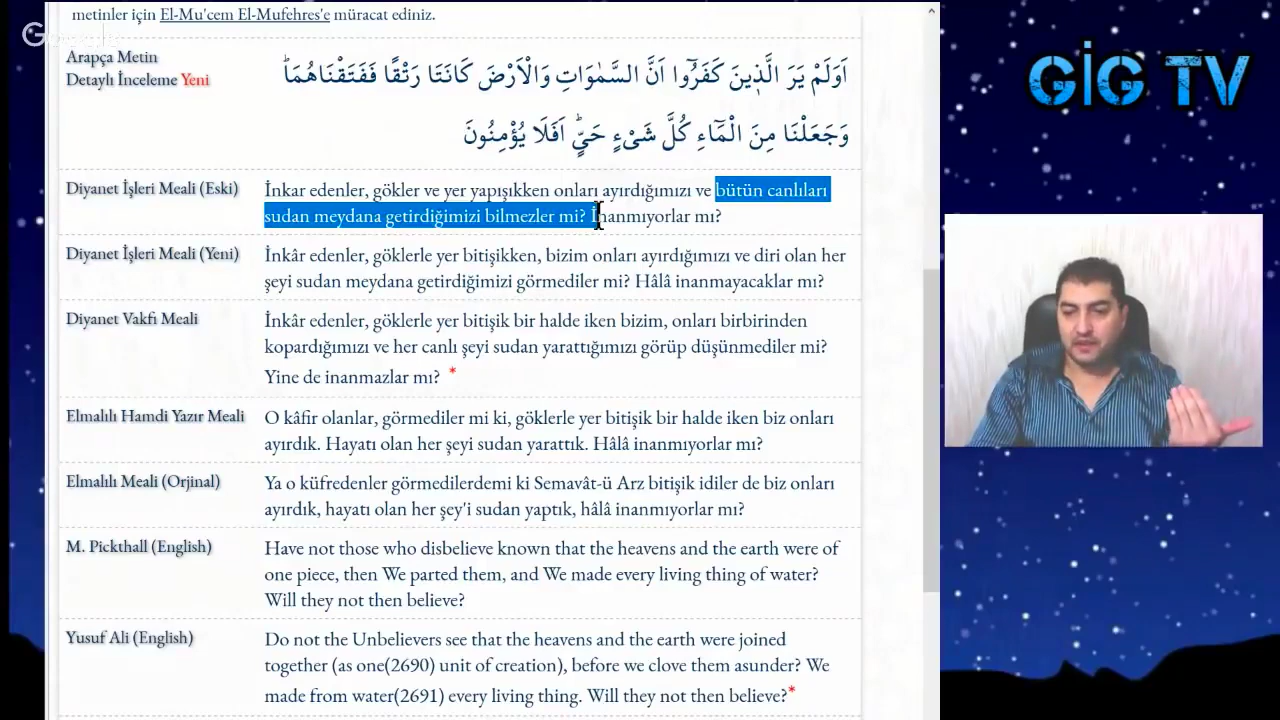 metinler için El-Mu'cem El-Mufehres'e müracat ediniz.
GİG TV
Arapça Metin
Detaylı İnceleme Yeni
اَوَلَمْ يَرَ الَّذ۪ينَ كَفَرُٓوا اَنَّ السَّمٰوَاتِ وَالْاَرْضَ كَانَتَا رَتْقًا فَفَتَقْنَاهُمَاۜ
وَجَعَلْنَا مِنَ الْمَٓاءِ كُلَّ شَيْءٍ حَيٍّۜ اَفَلَا يُؤْمِنُونَ
Diyanet İşleri Meali (Eski)
İnkar edenler, gökler ve yer yapışıkken onları ayırdığımızı ve bütün canlıları
sudan meydana getirdiğimizi bilmezler mi? İnanmıyorlar mı?
Diyanet İşleri Meali (Yeni)
İnkâr edenler, göklerle yer bitişikken, bizim onları ayırdığımızı ve diri olan her
şeyi sudan meydana getirdiğimizi görmediler mi? Hâlâ inanmayacaklar mı?
Diyanet Vakfı Meali
İnkâr edenler, göklerle yer bitişik bir halde iken bizim, onları birbirinden
kopardığımızı ve her canlı şeyi sudan yarattığımızı görüp düşünmediler mi?
Yine de inanmazlar mı? *
Elmalılı Hamdi Yazır Meali
O kâfir olanlar, görmediler mi ki, göklerle yer bitişik bir halde iken biz onları
ayırdık. Hayatı olan her şeyi sudan yarattık. Hâlâ inanmıyorlar mı?
Elmalılı Meali (Orjinal)
Ya o küfredenler görmedilerdemi ki Semavât-ü Arz bitişik idiler de biz onları
ayırdık, hayatı olan her şey'i sudan yaptık, hâlâ inanmıyorlar mı?
M. Pickthall (English)
Have not those who disbelieve known that the heavens and the earth were of
one piece, then We parted them, and We made every living thing of water?
Will they not then believe?
Yusuf Ali (English)
Do not the Unbelievers see that the heavens and the earth were joined
together (as one(2690) unit of creation), before we clove them asunder? We
made from water(2691) every living thing. Will they not then believe?*